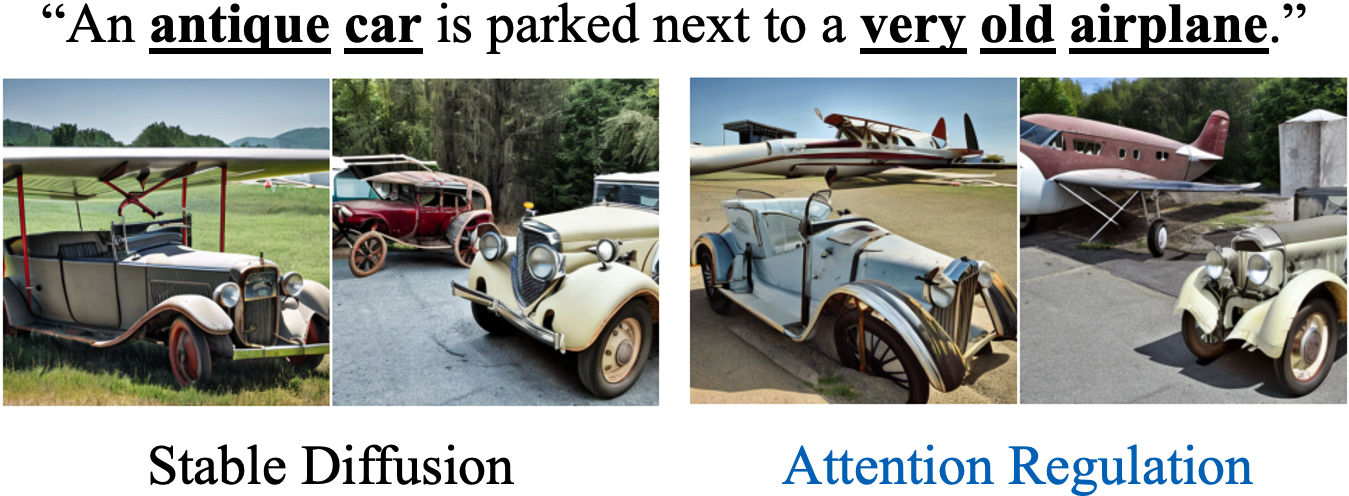 “An antique car is parked next to a very old airplane.”
Stable Diffusion
Attention Regulation